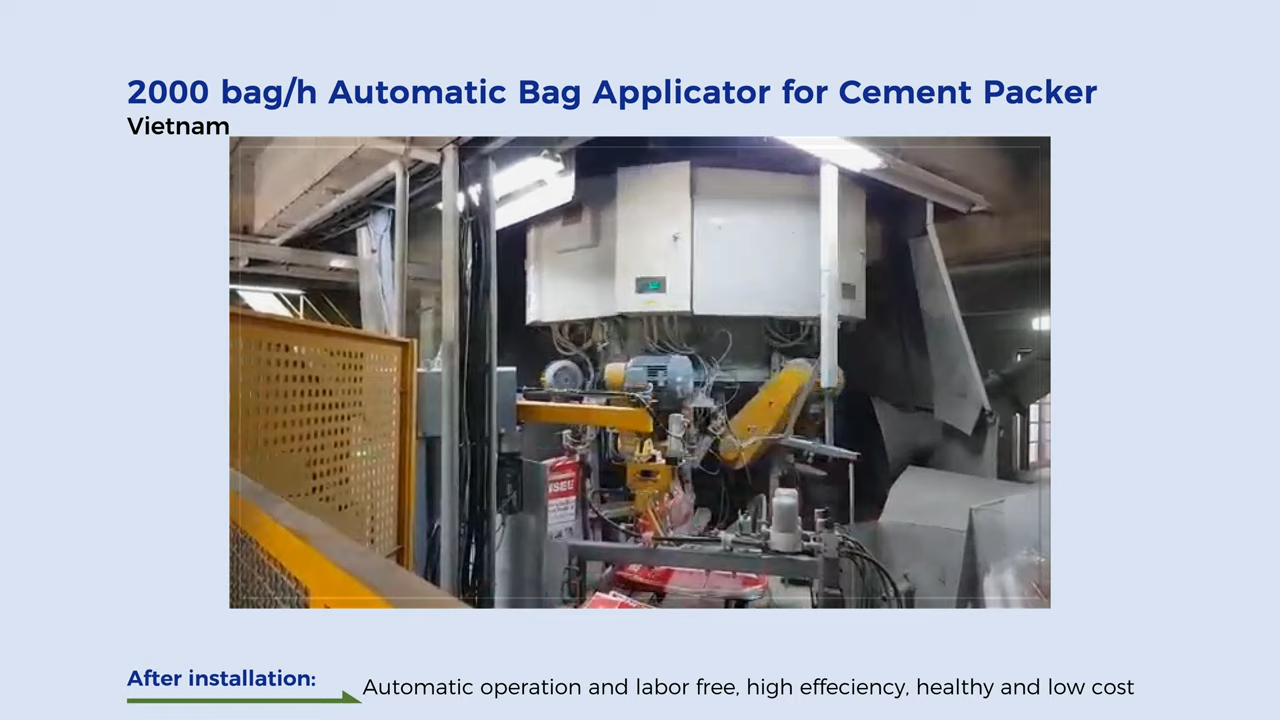 2000 bag/h Automatic Bag Applicator for Cement Packer
Vietnam
After installation:
Automatic operation and labor free, high effeciency, healthy and low cost